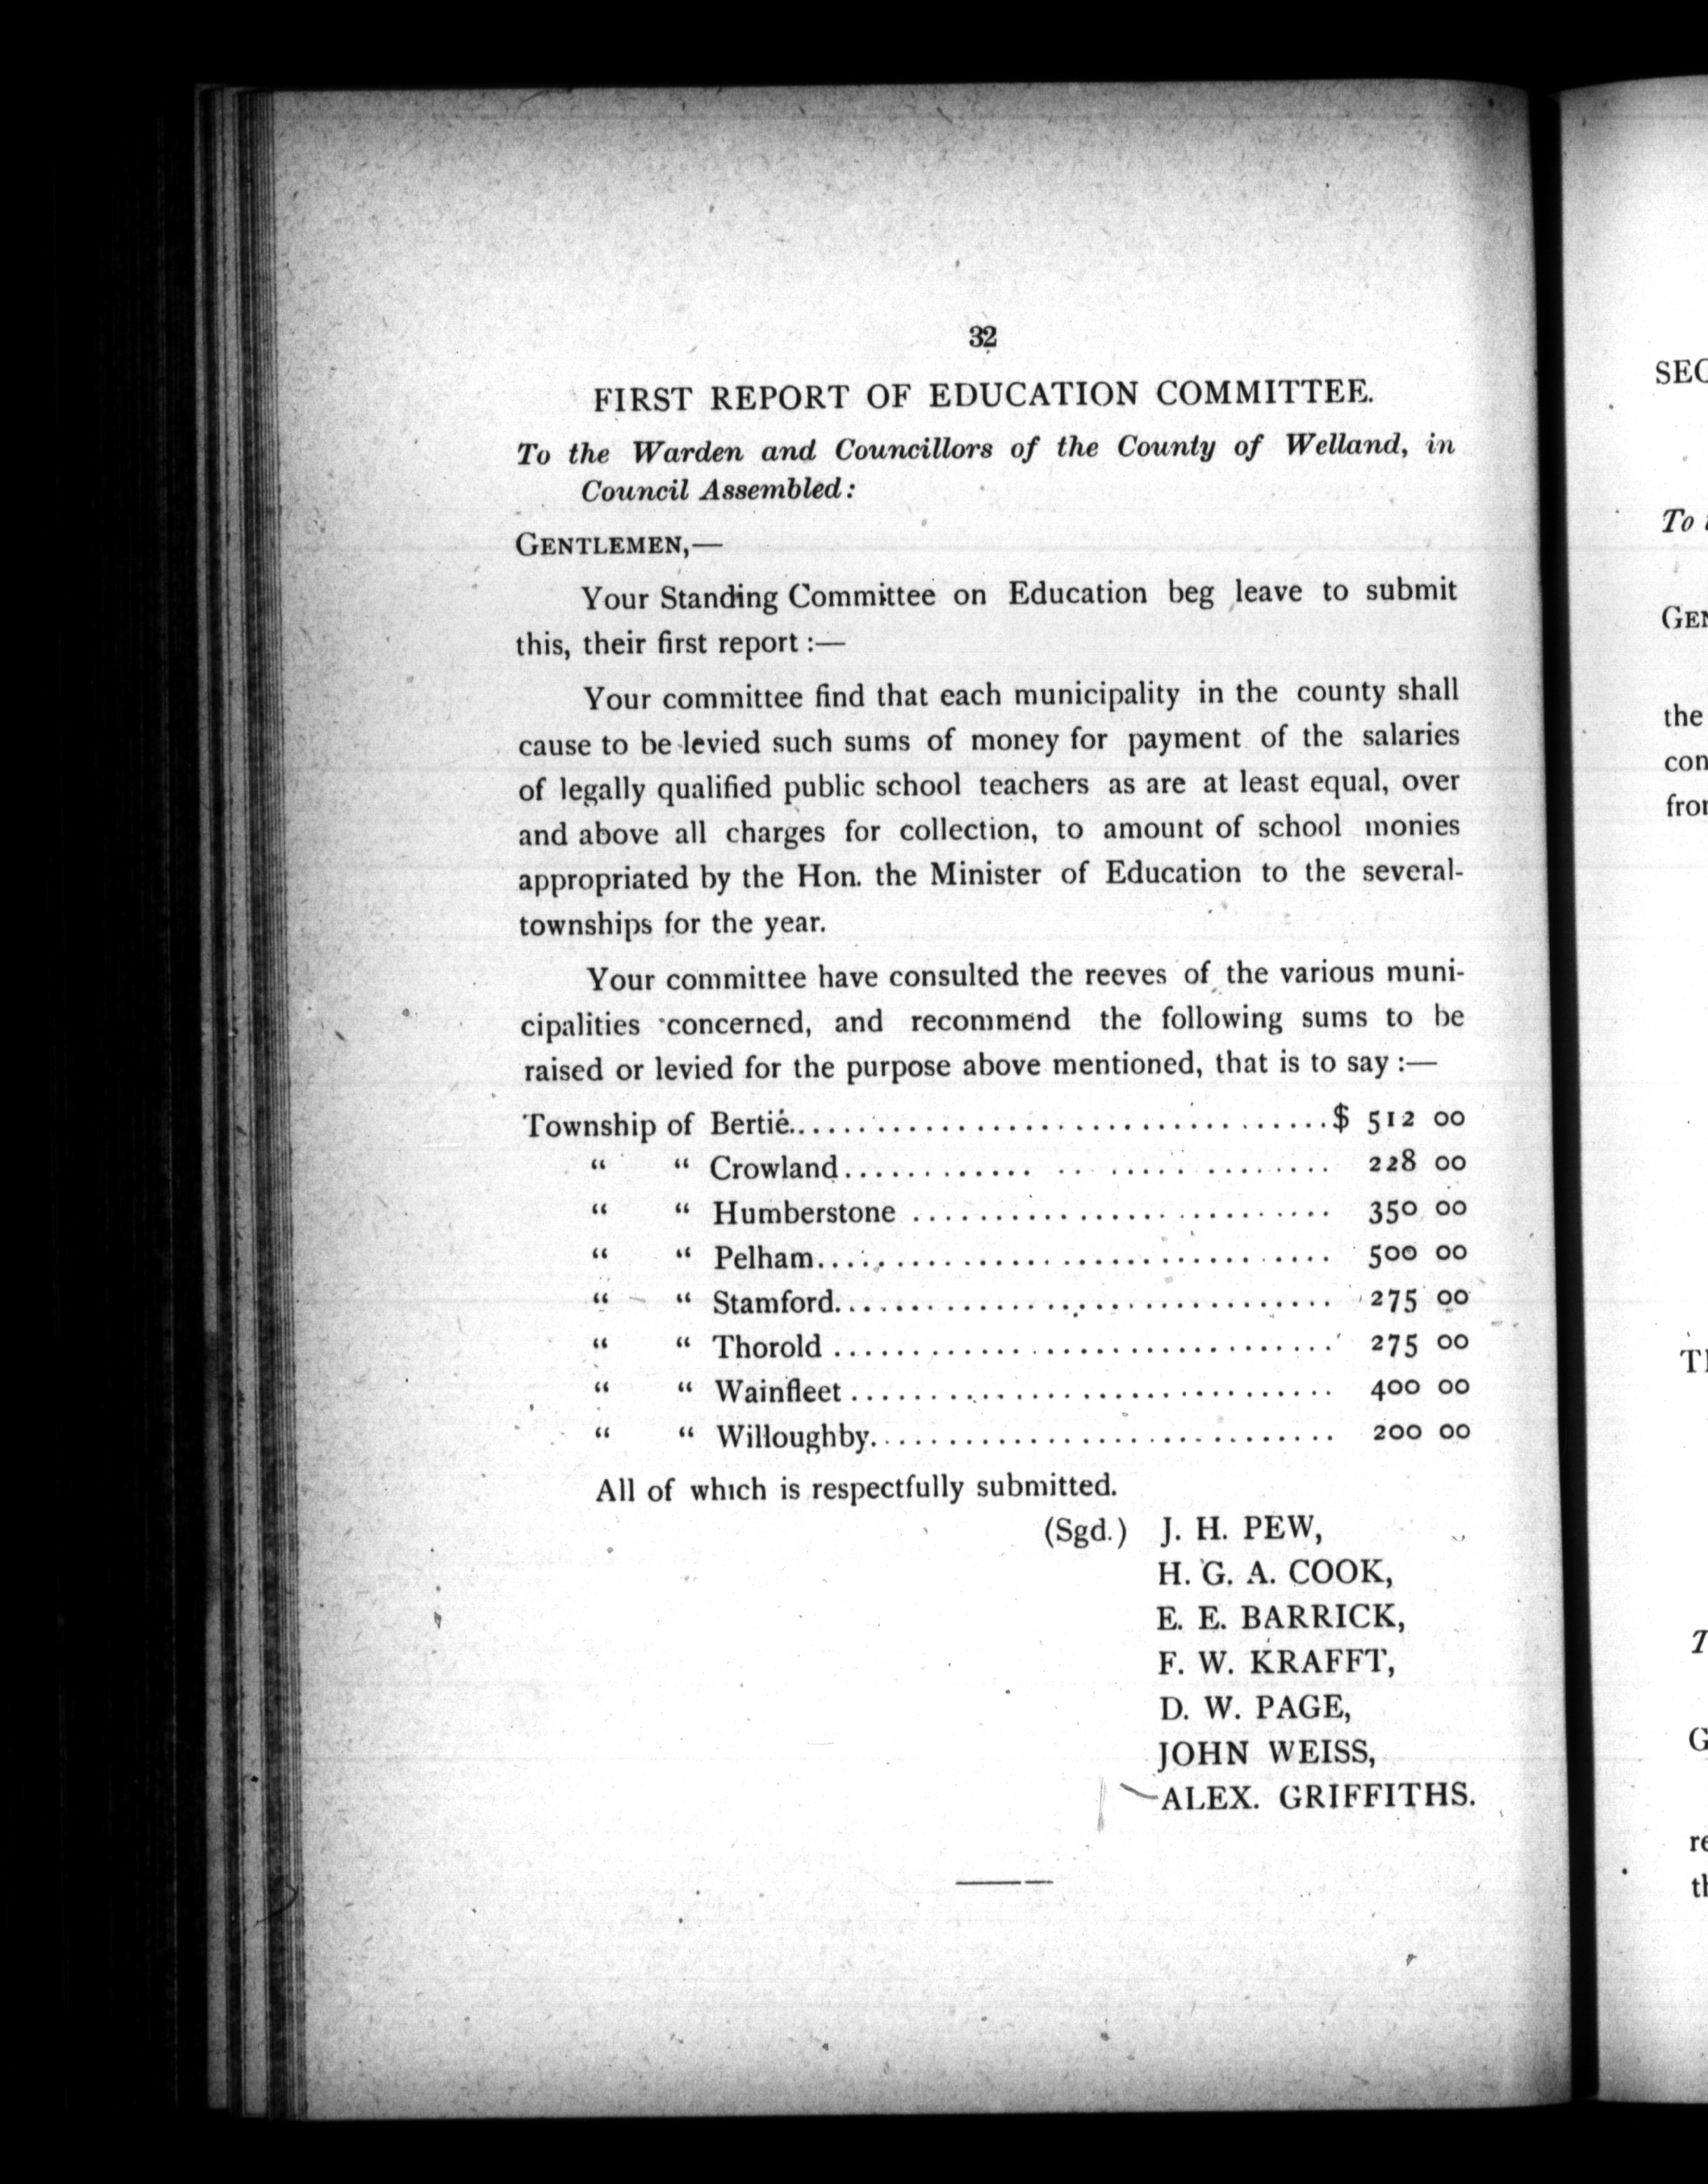 32
FIRST REPORT OF EDUCATION COMMITTEE.
To the Warden and Councillors of the County of Welland, in
Council Assembled:
GENTLEMEN,—
Your Standing Committee on Education beg leave to submit
this, their first report :—
Your committee find that each municipality in the county shall
cause to be levied such sums of money for payment of the salaries
of legally qualified public school teachers as are at least equal, over
and above all charges for collection, to amount of school monies
appropriated by the Hon. the Minister of Education to the several-
townships for the year.
Your committee have consulted the reeves of the various muni-
cipalities concerned, and recommend the following sums to be
raised or levied for the purpose above mentioned, that is to say :—
Township of Bertie.................................$ 512 00
“ “ Crowland............ .. ...... ....... 228 00
“ “ Humberstone ........................... 350 00
“ “ Pelham................................. 500 00
“ “ Stamford................................ 275 00
“ “ Thorold ................................ 275 00
“ “ Wainfleet ............................... 400 00
“ “ Willoughby.............................. 200 00
All of which is respectfully submitted.
(Sgd.) J. H. PEW,
H. G. A. COOK,
E. E. BARRICK,
F. W. KRAFFT,
D. W. PAGE,
JOHN WEISS,
ALEX. GRIFFITHS.
SEC
To
GEN
the
con
from
G
re
th